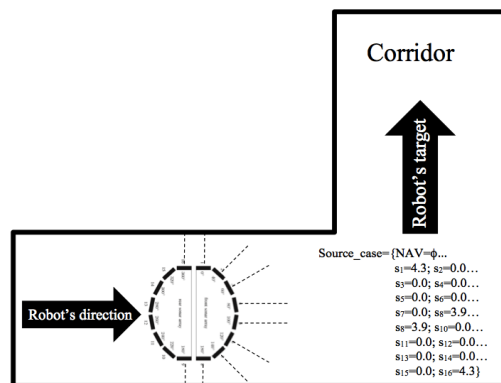 Corridor
Robot's target
Robot's direction
Source_case={NAV=ϕ...
s₁=4.3; s₂=0.0...
s₃=0.0; s₄=0.0...
s₅=0.0; s₆=0.0...
s₇=0.0; s₈=3.9...
s₈=3.9; s₁₀=0.0...
s₁₁=0.0; s₁₂=0.0...
s₁₃=0.0; s₁₄=0.0...
s₁₅=0.0; s₁₆=4.3}